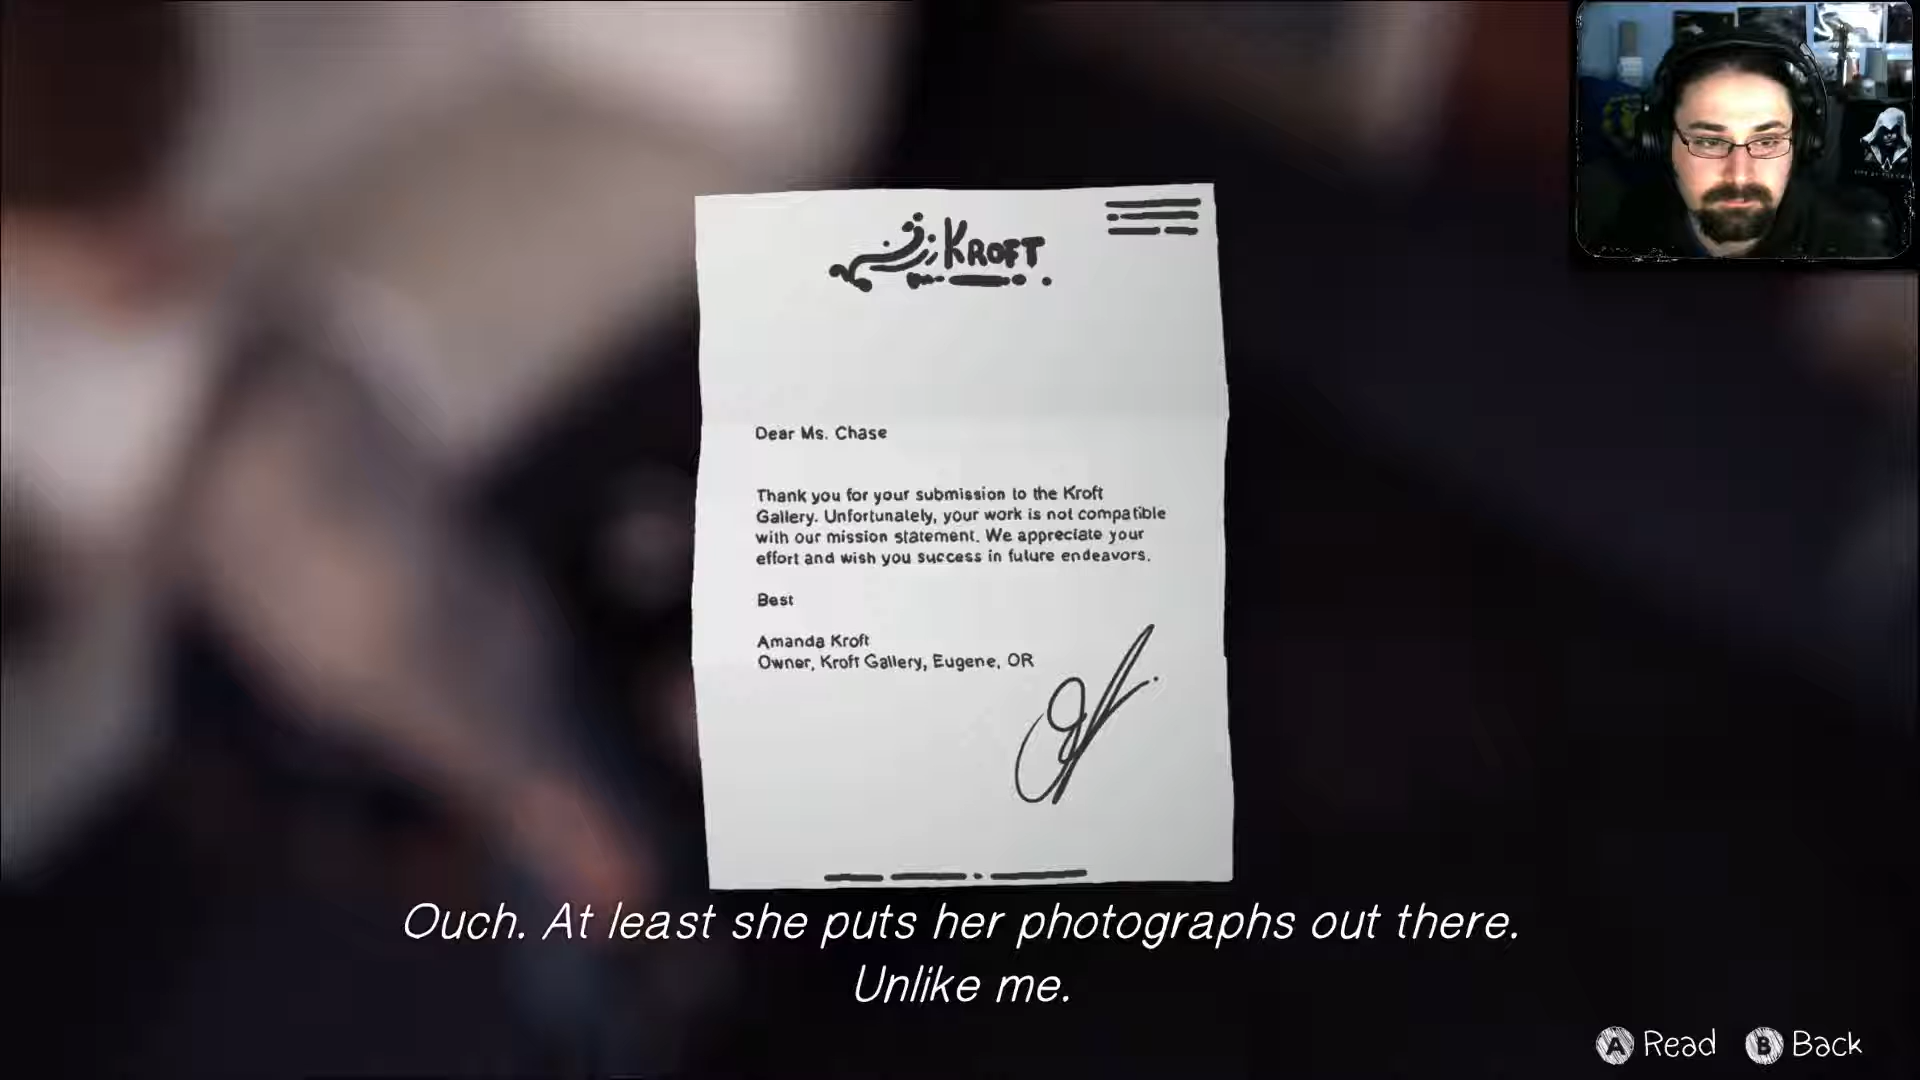 KROFT
Dear Ms. Chase
Thank you for your submission to the Kroft
Gallery. Unfortunately, your work is not compatible
with our mission statement. We appreciate your
effort and wish you success in future endeavors.
Best
Amanda Kroft
Owner, Kroft Gallery, Eugene, OR
Ouch. At least she puts her photographs out there.
Unlike me.
A Read B Back